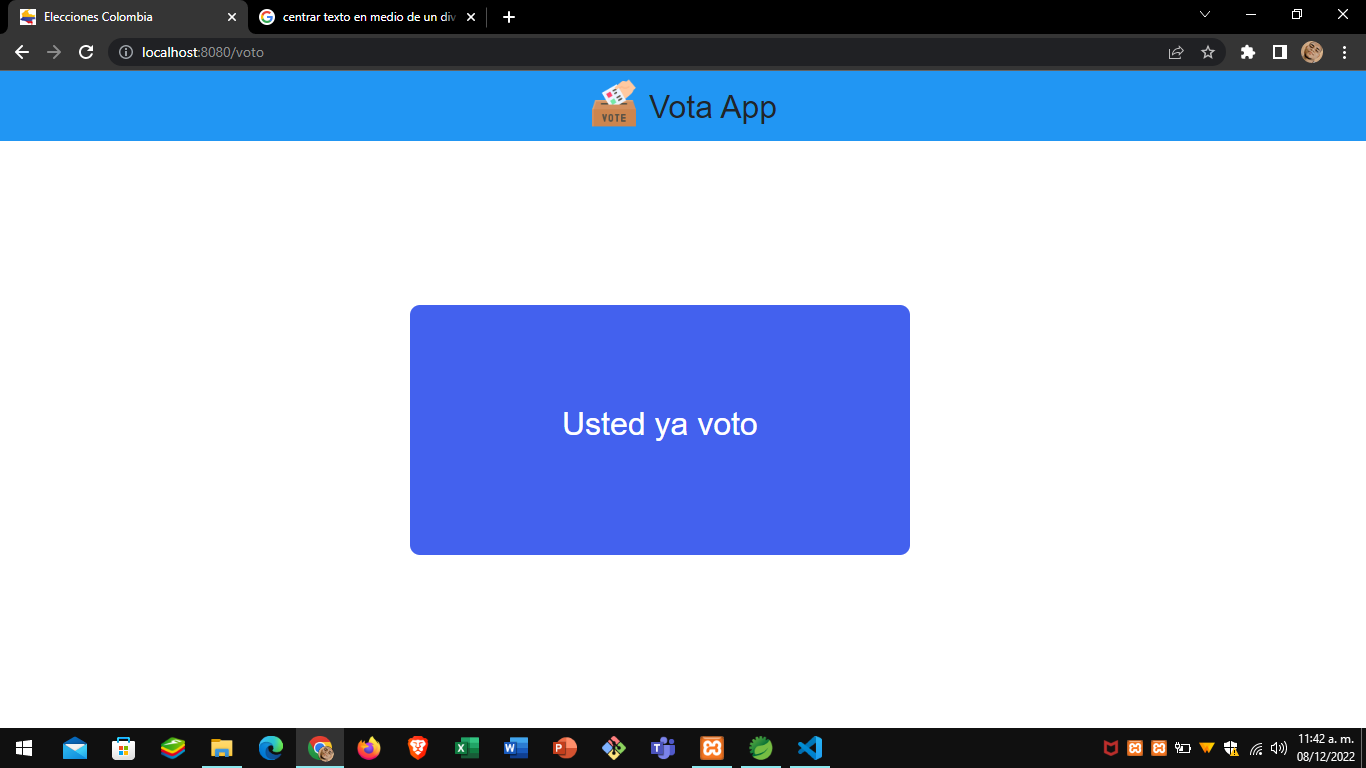 Elecciones Colombia
centrar texto en medio de un div
localhost:8080/voto
VOTE
Vota App
Usted ya voto
11:42 a. m.
08/12/2022